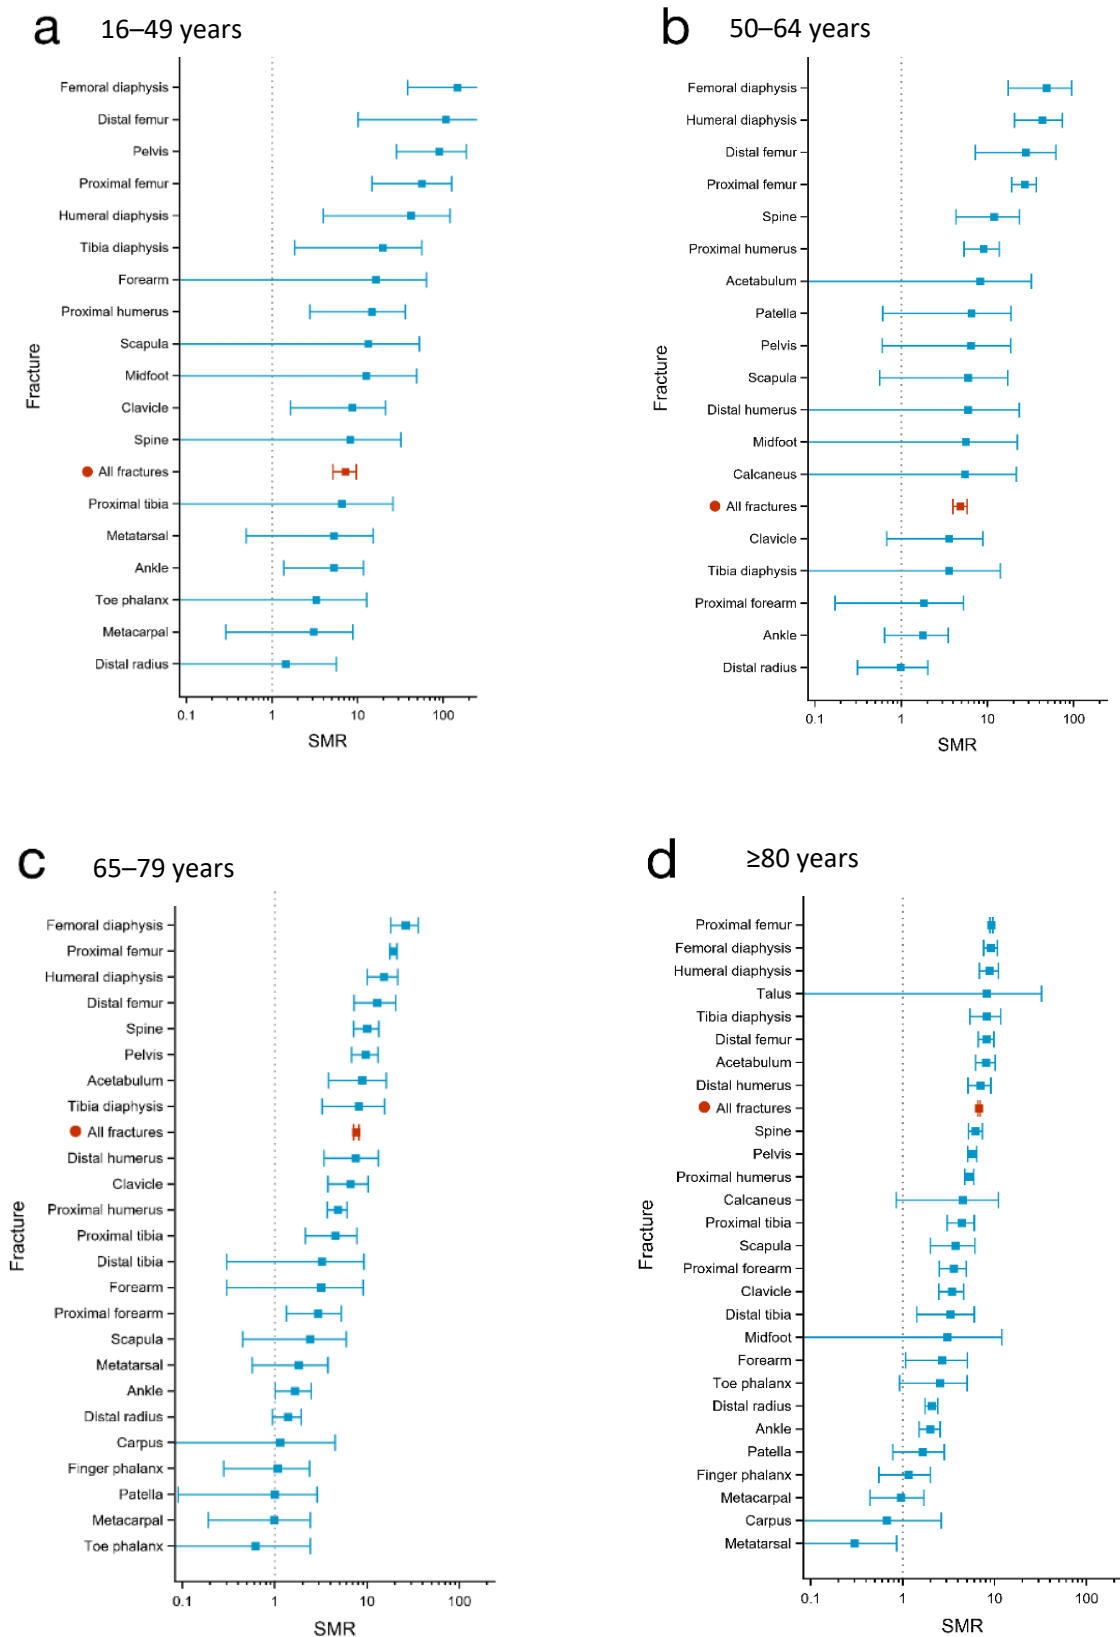 a 16–49 years
Femoral diaphysis
Distal femur
Pelvis
Proximal femur
Humeral diaphysis
Tibia diaphysis
Forearm
Proximal humerus
Scapula
Midfoot
Clavicle
Spine
All fractures
Proximal tibia
Metatarsal
Ankle
Toe phalanx
Metacarpal
Distal radius
Fracture
0.1 1 10 100
SMR
b 50–64 years
Femoral diaphysis
Humeral diaphysis
Distal femur
Proximal femur
Spine
Proximal humerus
Acetabulum
Patella
Pelvis
Scapula
Distal humerus
Midfoot
Calcaneus
All fractures
Clavicle
Tibia diaphysis
Proximal forearm
Ankle
Distal radius
Fracture
0.1 1 10 100
SMR
c 65–79 years
Femoral diaphysis
Proximal femur
Humeral diaphysis
Distal femur
Spine
Pelvis
Acetabulum
Tibia diaphysis
All fractures
Distal humerus
Clavicle
Proximal humerus
Proximal tibia
Distal tibia
Forearm
Proximal forearm
Scapula
Metatarsal
Ankle
Distal radius
Carpus
Finger phalanx
Patella
Metacarpal
Toe phalanx
Fracture
0.1 1 10 100
SMR
d ≥80 years
Proximal femur
Femoral diaphysis
Humeral diaphysis
Talus
Tibia diaphysis
Distal femur
Acetabulum
Distal humerus
All fractures
Spine
Pelvis
Proximal humerus
Calcaneus
Proximal tibia
Scapula
Proximal forearm
Clavicle
Distal tibia
Midfoot
Forearm
Toe phalanx
Distal radius
Ankle
Patella
Finger phalanx
Metacarpal
Carpus
Metatarsal
Fracture
0.1 1 10 100
SMR